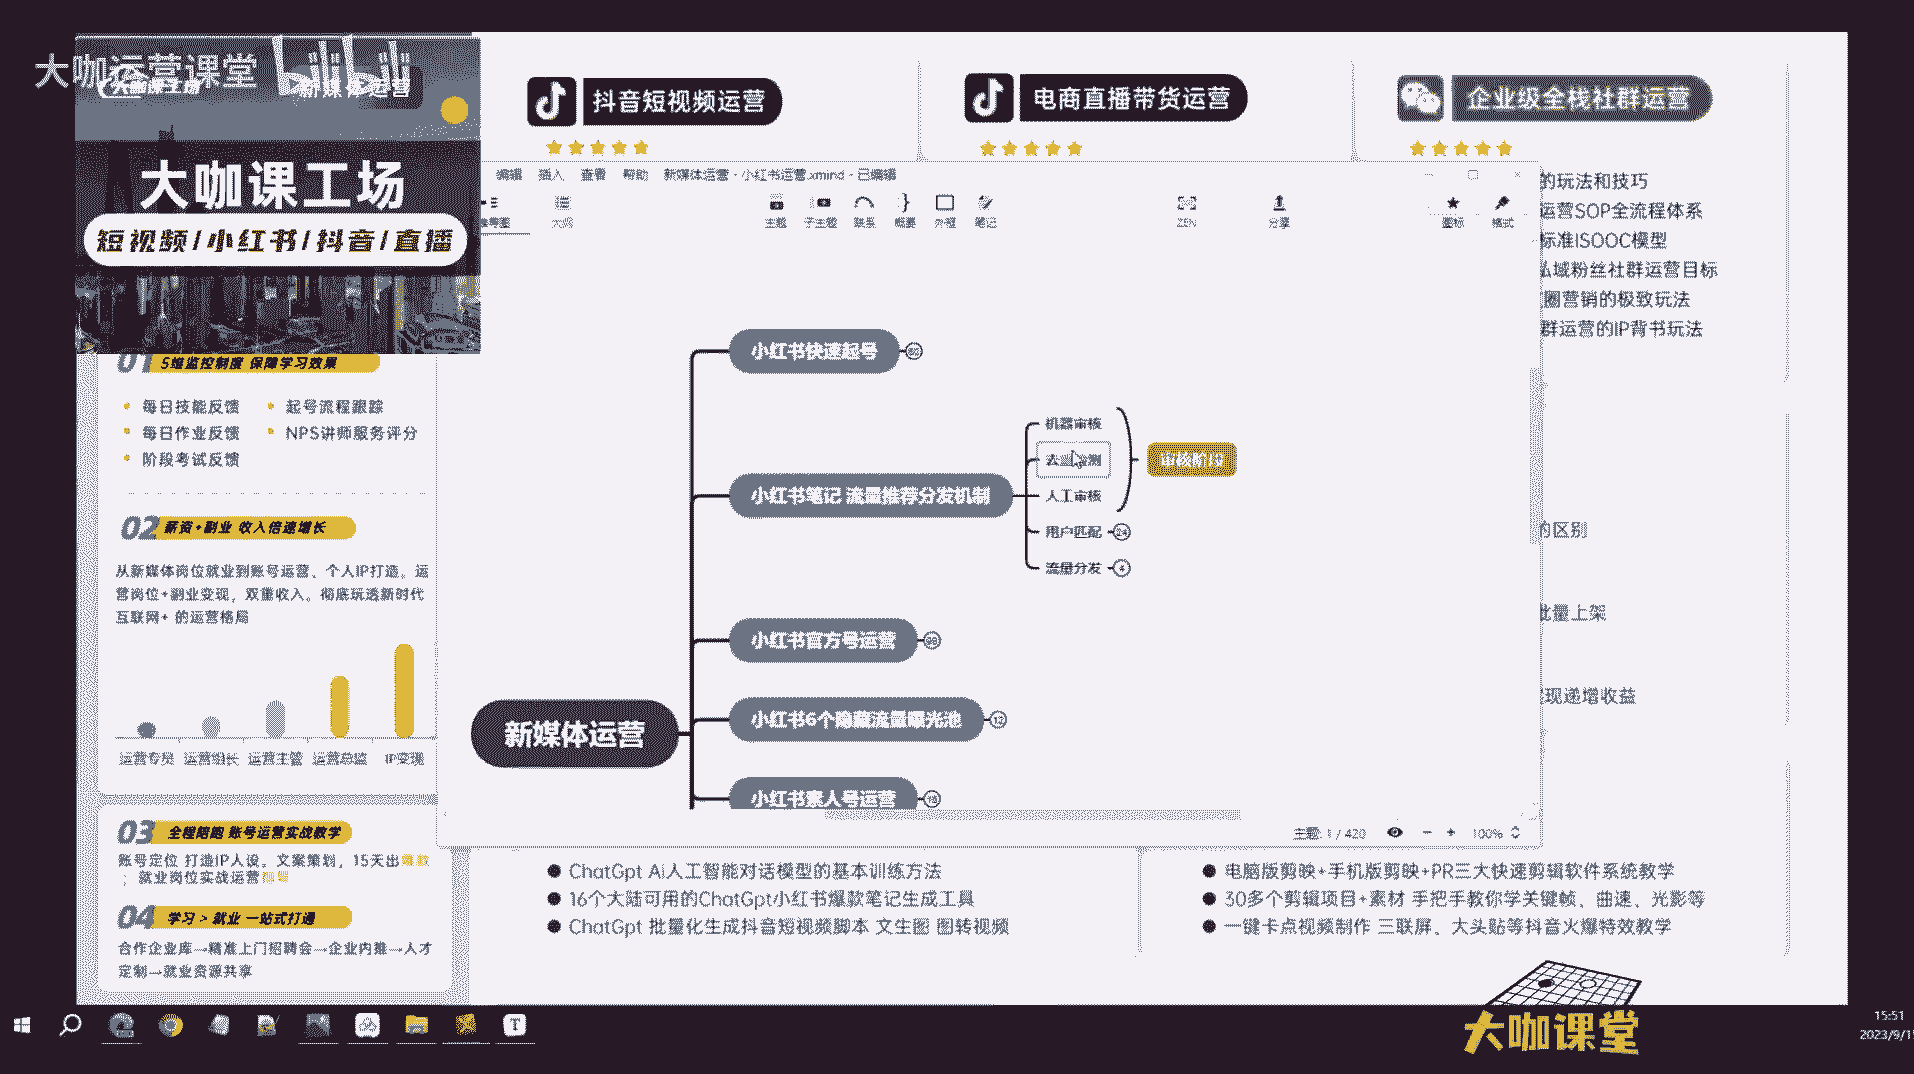 大咖运营课堂
新媒体运营
大咖课工场
短视频/小红书/抖音/直播
01 5维监控制度 保障学习效果
每日技能反馈
起号流程跟踪
每日作业反馈
NPS讲师服务评分
阶段考试反馈
02 薪资+副业 收入倍速增长
从新媒体岗位就业到账号运营、个人IP打造。运
营岗位+副业变现，双重收入。彻底玩透新时代
互联网+ 的运营格局
运营专员 运营组长 运营主管 运营总监 IP变现
03 全程陪跑 账号运营实战教学
账号定位 打造IP人设、文案策划，15天出爆款
；就业岗位实战运营
04 学习 > 就业 一站式打通
合作企业库→精准上门招聘会→企业内推→人才
定制→就业资源共享
抖音短视频运营
电商直播带货运营
企业级全栈社群运营
编辑 插入 查看 帮助 新媒体运营 - 小红书运营.xmind - 已编辑
导图 大纲 主题 子主题 联系 概要 外框 笔记 ZEN 分享 图标 格式
小红书快速起号
小红书笔记 流量推荐分发机制
机器审核
人工审核
用户匹配 24
流量分发 4
小红书官方号运营
小红书6个隐藏流量曝光池 12
新媒体运营
小红书素人号运营
主题: 1 / 420
100%
的玩法和技巧
运营SOP全流程体系
标准ISOOC模型
私域粉丝社群运营目标
圈营销的极致玩法
群运营的IP背书玩法
的区别
批量上架
现递增收益
ChatGpt Ai人工智能对话模型的基本训练方法
16个大陆可用的ChatGpt小红书爆款笔记生成工具
ChatGpt 批量化生成抖音短视频脚本 文生图 图转视频
电脑版剪映+手机版剪映+PR三大快速剪辑软件系统教学
30多个剪辑项目+素材 手把手教你学关键帧、曲速、光影等
一键卡点视频制作 三联屏、大头贴等抖音火爆特效教学
大咖课堂
15:51